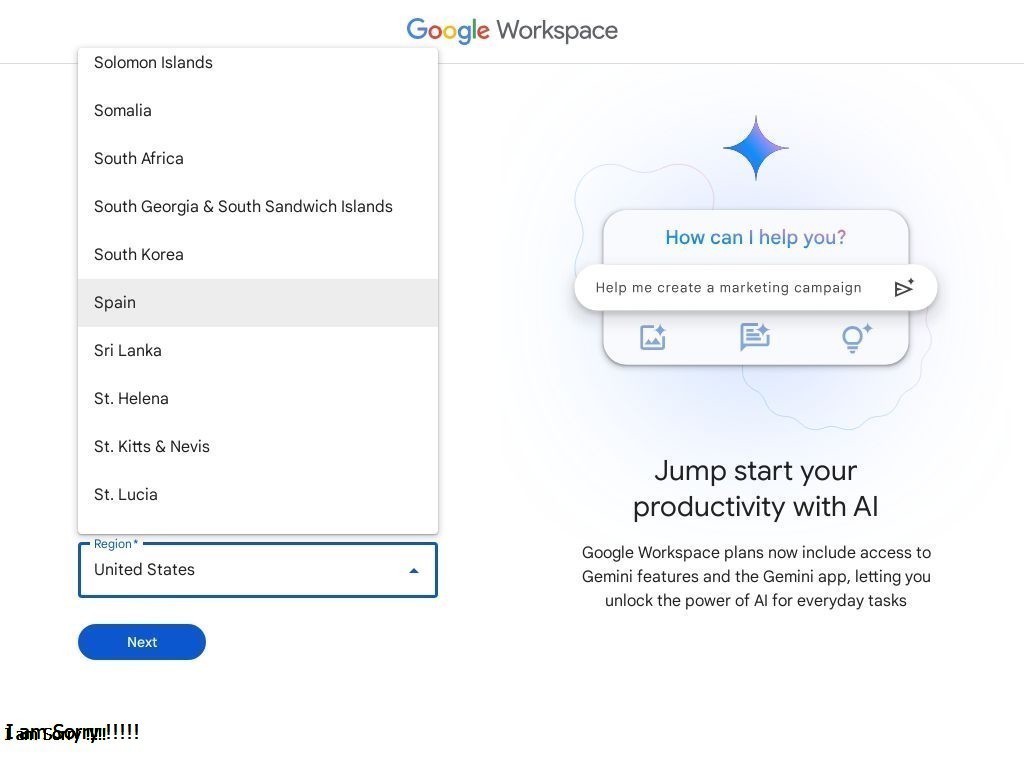 Google Workspace
Solomon Islands
Somalia
South Africa
South Georgia & South Sandwich Islands
South Korea
Spain
Sri Lanka
St. Helena
St. Kitts & Nevis
St. Lucia
Region*
United States
Next
How can I help you?
Help me create a marketing campaign
Jump start your
productivity with AI
Google Workspace plans now include access to
Gemini features and the Gemini app, letting you
unlock the power of AI for everyday tasks
I am Sorry !!!!!
I am Sorry !!!!